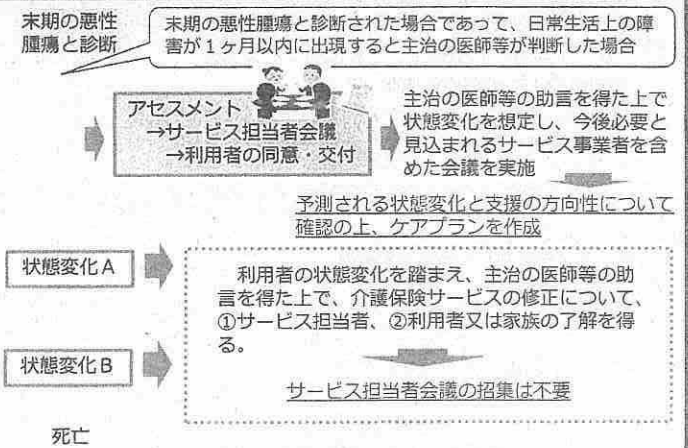 末期の悪性
腫瘍と診断
末期の悪性腫瘍と診断された場合であって、日常生活上の障
害が1ヶ月以内に出現すると主治の医師等が判断した場合
アセスメント
→サービス担当者会議
→利用者の同意・交付
主治の医師等の助言を得た上で
状態変化を想定し、今後必要と
見込まれるサービス事業者を含
めた会議を実施
予測される状態変化と支援の方向性について
確認の上、ケアプランを作成
状態変化A
利用者の状態変化を踏まえ、主治の医師等の助
言を得た上で、介護保険サービスの修正について、
①サービス担当者、②利用者又は家族の了解を得
る。
状態変化B
サービス担当者会議の招集は不要
死亡